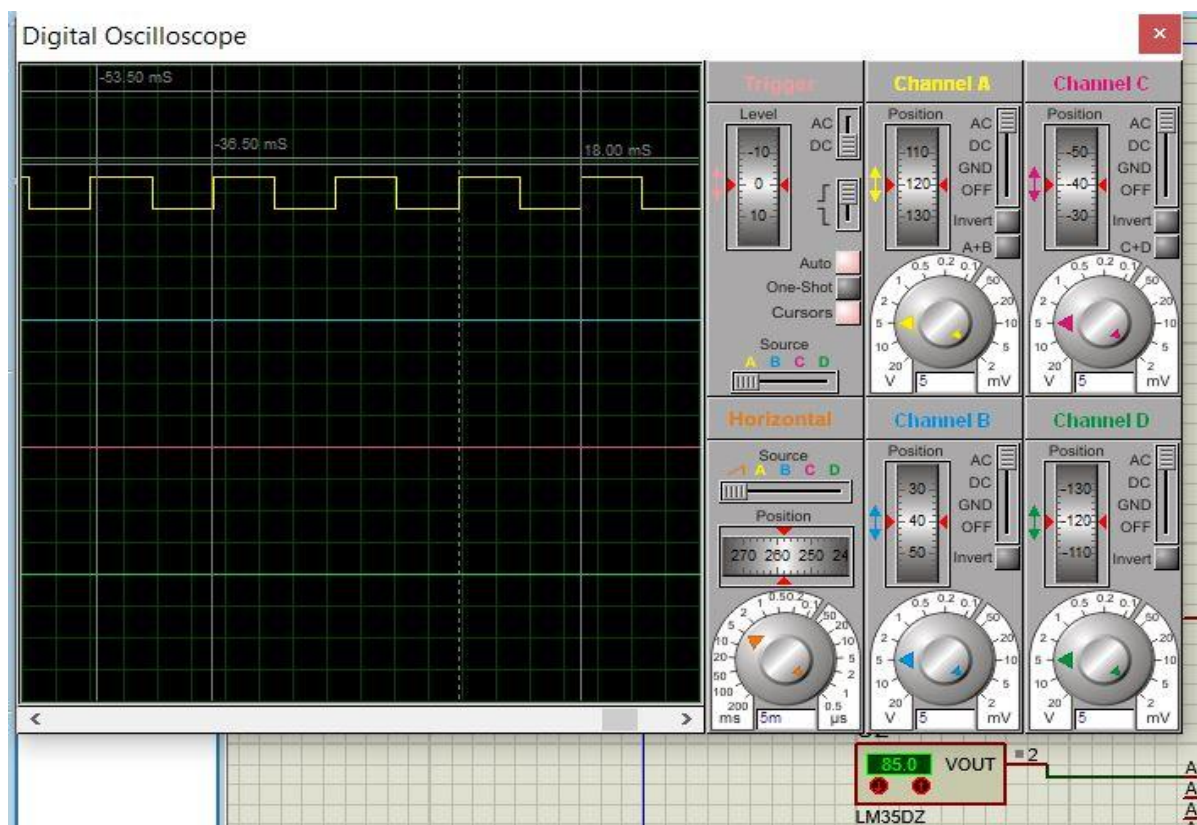 Digital Oscilloscope
-53.50 mS
-36.50 mS
18.00 mS
Trigger
Level
AC
DC
-10
0
10
Auto
One-Shot
Cursors
Source
A B C D
Channel A
Position
AC
DC
GND
OFF
110
120
130
Invert
A+B
20 10 5 2 1 0.5 0.2 0.1 50 20 10 5 2
V 5 mV
Channel C
Position
AC
DC
GND
OFF
-50
-40
-30
Invert
C+D
20 10 5 2 1 0.5 0.2 0.1 50 20 10 5 2
V 5 mV
Horizontal
Source
A B C D
Position
270 260 250 24
200 100 50 20 10 5 2 1 0.5 0.2 0.1 50 20 10 5 2 1 0.5
ms 5m µs
Channel B
Position
AC
DC
GND
OFF
30
40
50
Invert
20 10 5 2 1 0.5 0.2 0.1 50 20 10 5 2
V 5 mV
Channel D
Position
AC
DC
GND
OFF
-130
-120
-110
Invert
20 10 5 2 1 0.5 0.2 0.1 50 20 10 5 2
V 5 mV
85.0 VOUT 2
LM35DZ
A
A
A